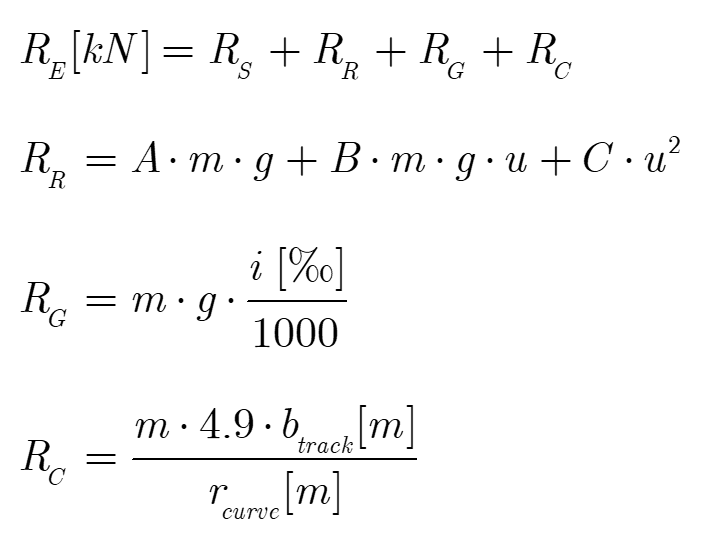 R_E [kN] = R_S + R_R + R_G + R_C
R_R = A · m · g + B · m · g · u + C · u²
R_G = m · g · i [‰] / 1000
R_C = m · 4.9 · b_track [m] / r_curve [m]